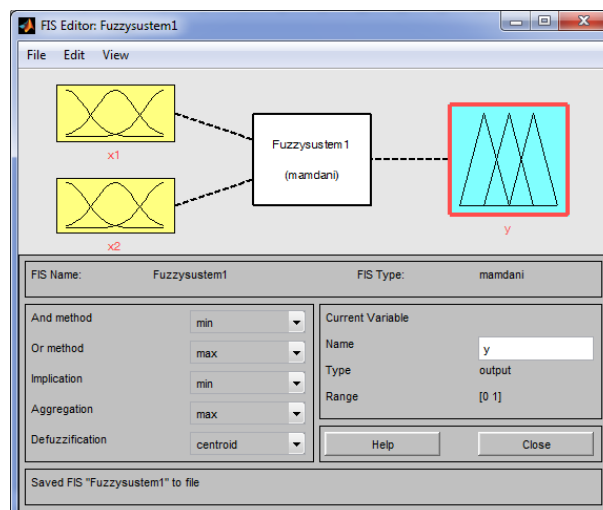 FIS Editor: Fuzzysustem1
File Edit View
x1
x2
Fuzzysustem1
(mamdani)
y
FIS Name: Fuzzysustem1 FIS Type: mamdani
And method min
Or method max
Implication min
Aggregation max
Defuzzification centroid
Current Variable
Name y
Type output
Range [0 1]
Help Close
Saved FIS "Fuzzysustem1" to file